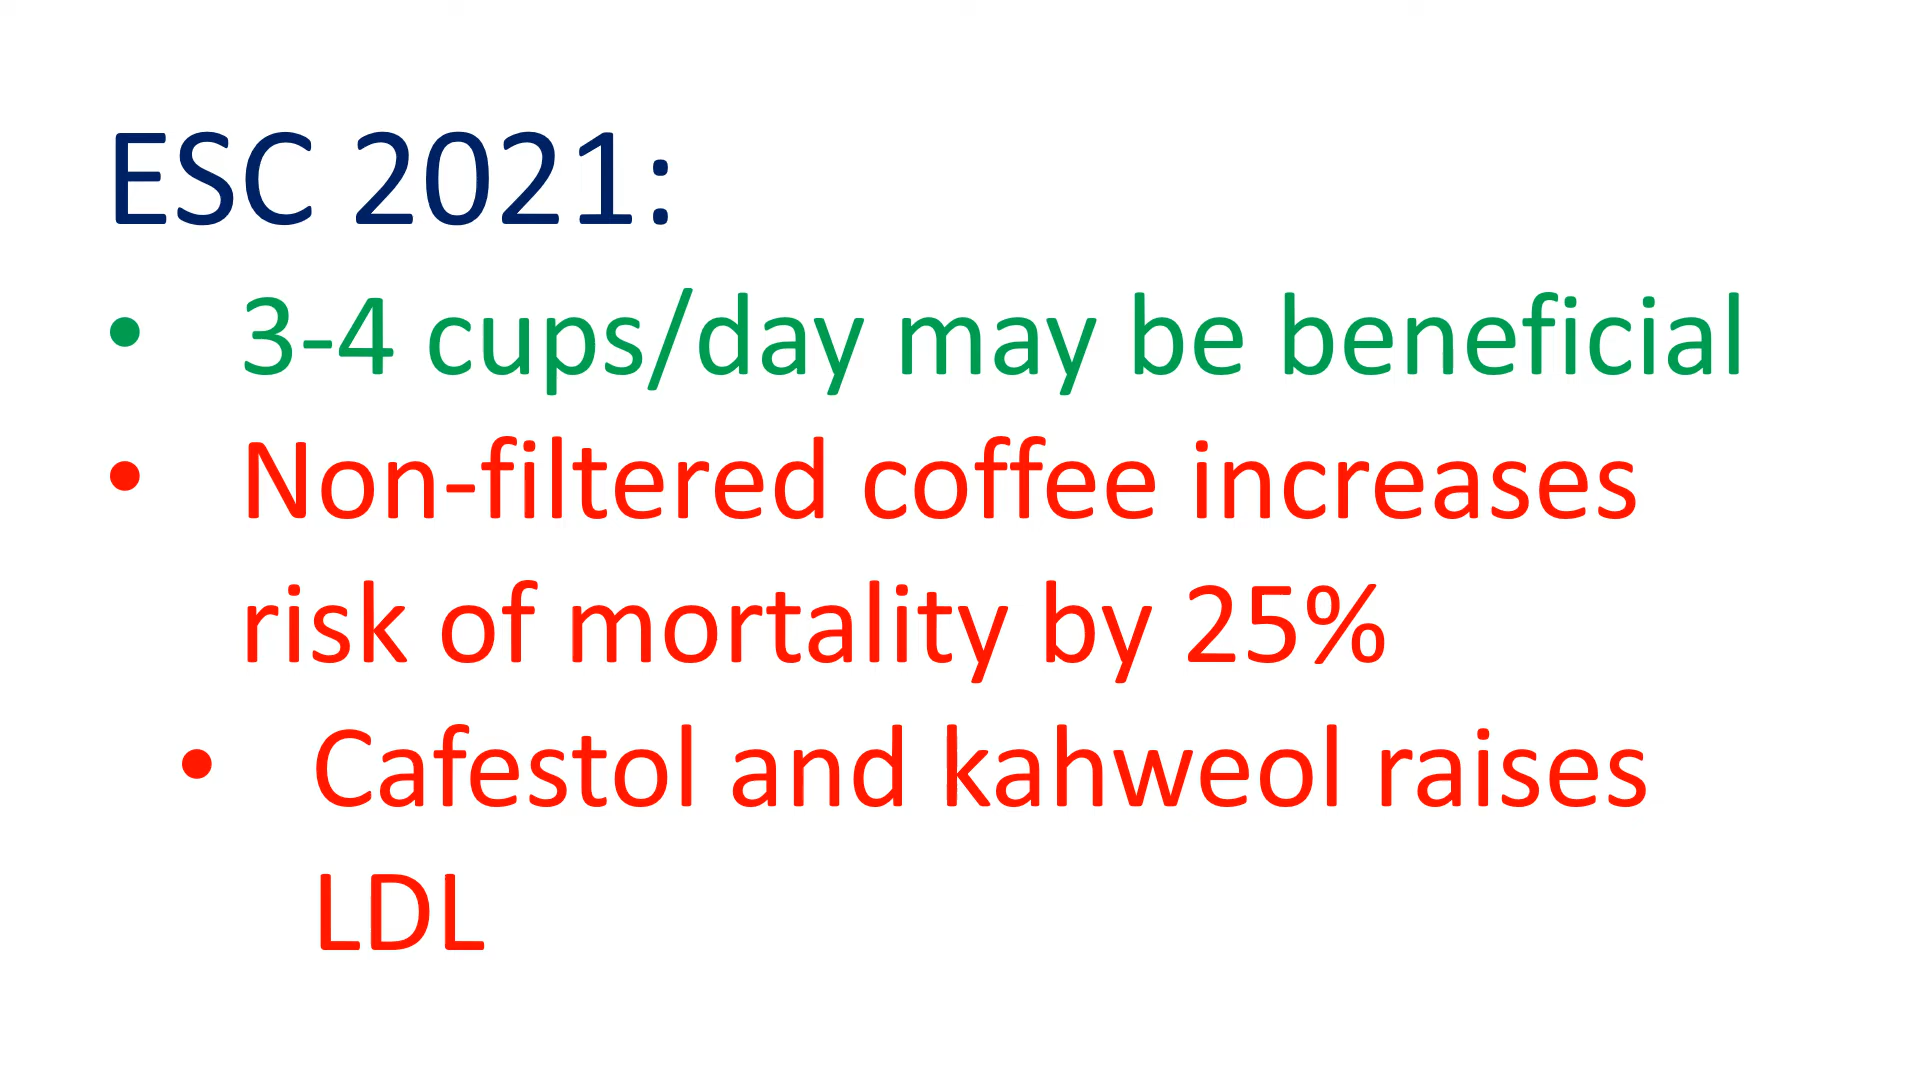 ESC 2021:
• 3-4 cups/day may be beneficial
• Non-filtered coffee increases
risk of mortality by 25%
• Cafestol and kahweol raises
LDL